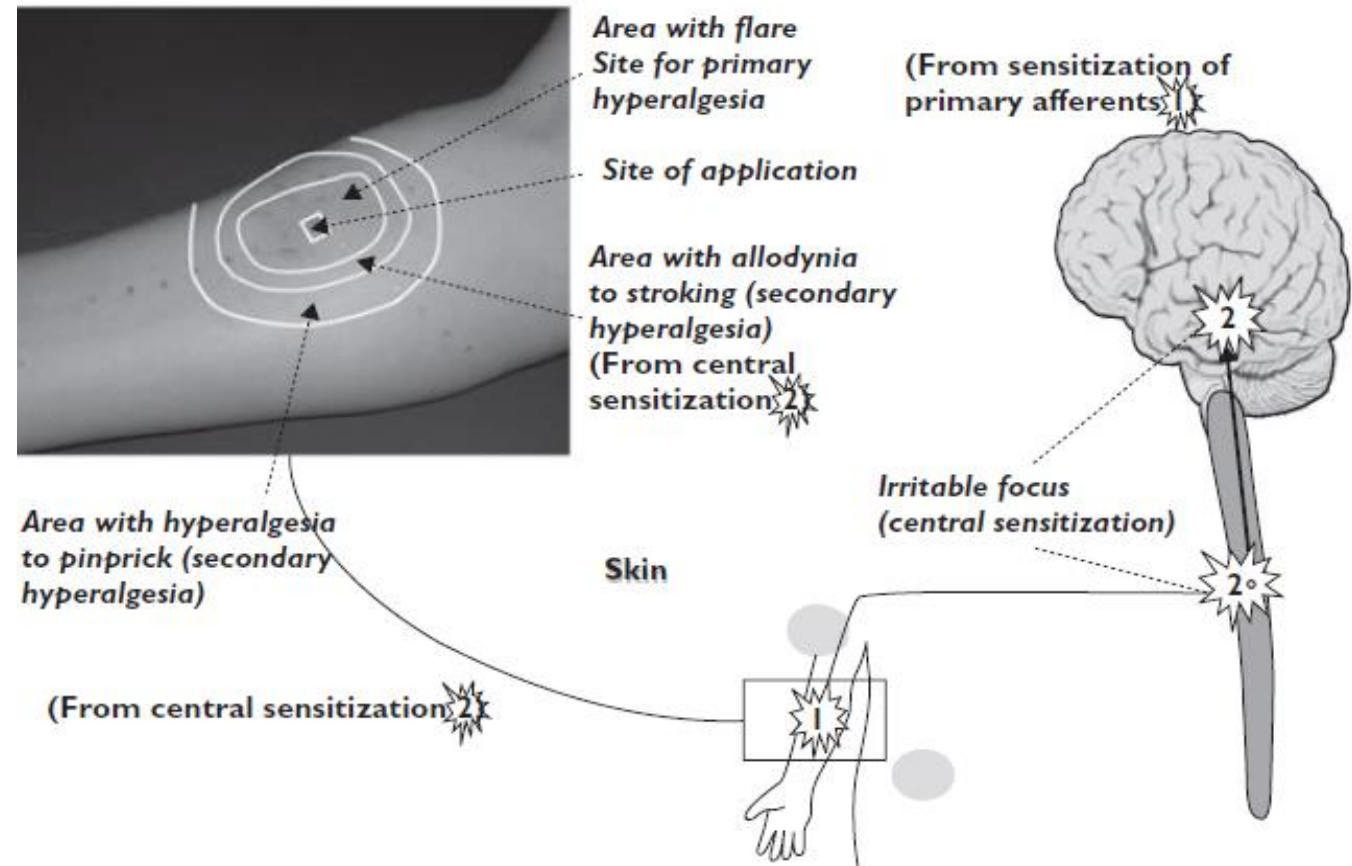 Area with flare
Site for primary
hyperalgesia
(From sensitization of
primary afferents 1)
Site of application
Area with allodynia
to stroking (secondary
hyperalgesia)
(From central
sensitization 2)
2
Irritable focus
(central sensitization)
Area with hyperalgesia
to pinprick (secondary
hyperalgesia)
Skin
2°
(From central sensitization 2)
1